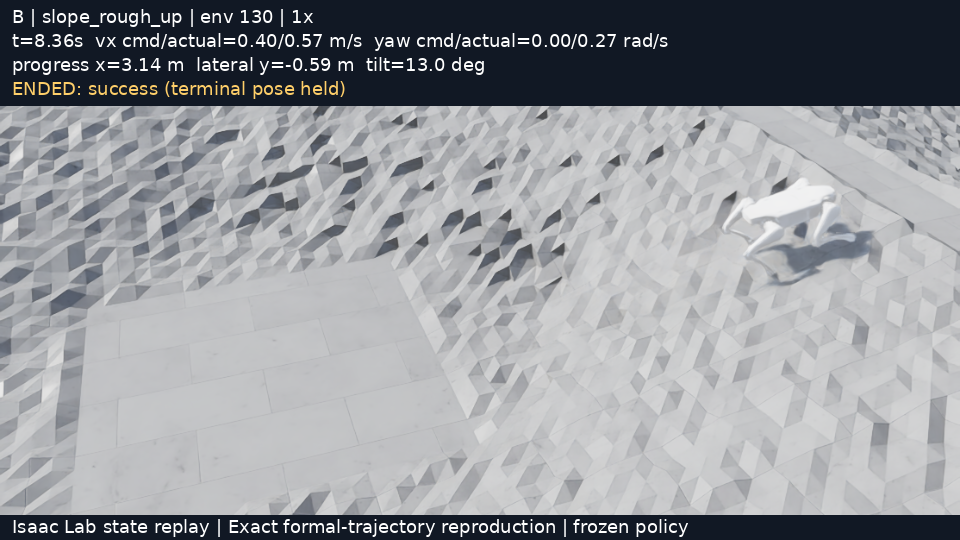 B | slope_rough_up | env 130 | 1x
t=8.36s  vx cmd/actual=0.40/0.57 m/s  yaw cmd/actual=0.00/0.27 rad/s
progress x=3.14 m  lateral y=-0.59 m  tilt=13.0 deg
ENDED: success (terminal pose held)
Isaac Lab state replay | Exact formal-trajectory reproduction | frozen policy